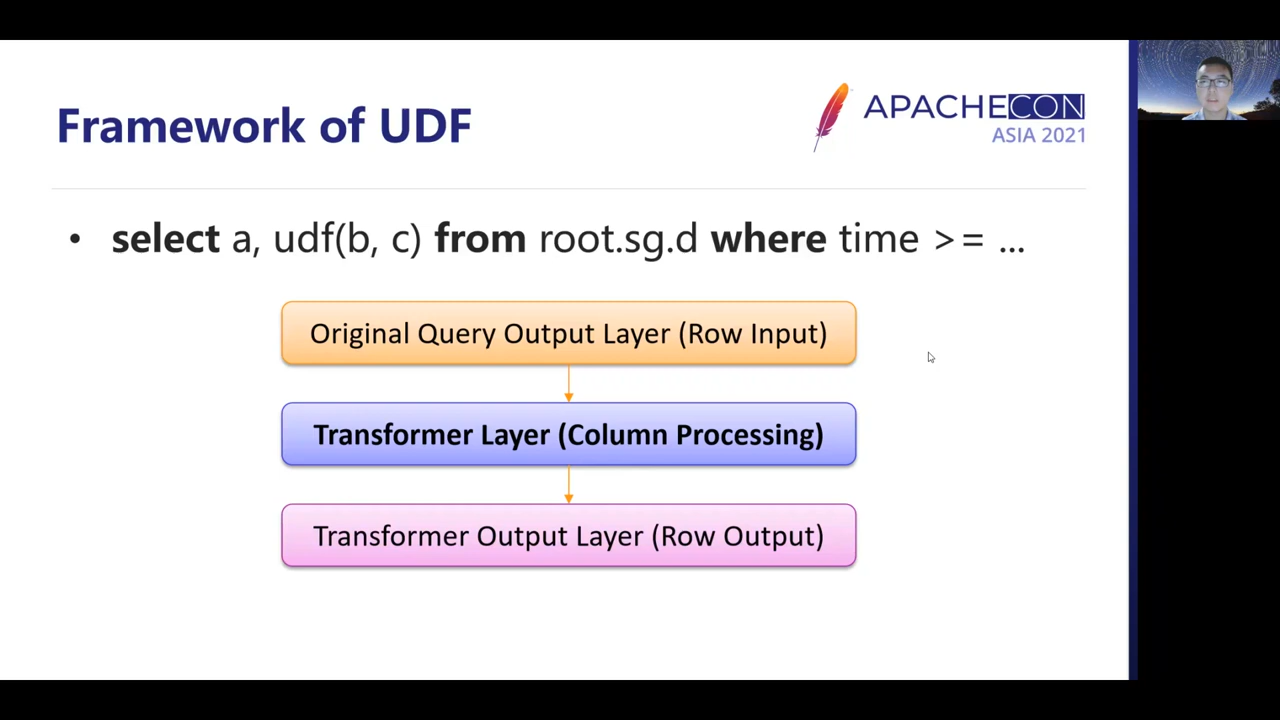 Framework of UDF
APACHECON
ASIA 2021
• select a, udf(b, c) from root.sg.d where time >= ...
Original Query Output Layer (Row Input)
Transformer Layer (Column Processing)
Transformer Output Layer (Row Output)